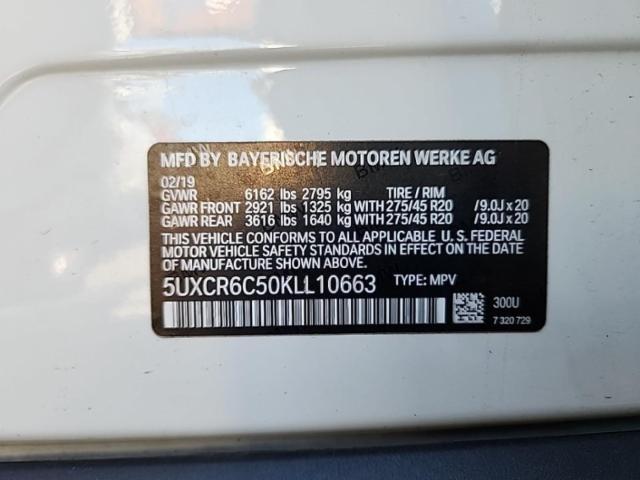 MFD BY BAYERISCHE MOTOREN WERKE AG
02/19
GVWR 6162 lbs 2795 kg TIRE / RIM
GAWR FRONT 2921 lbs 1325 kg WITH 275/45 R20 /9.0J x 20
GAWR REAR 3616 lbs 1640 kg WITH 275/45 R20 /9.0J x 20
THIS VEHICLE CONFORMS TO ALL APPLICABLE U. S. FEDERAL
MOTOR VEHICLE SAFETY STANDARDS IN EFFECT ON THE DATE
OF MANUFACTURE SHOWN ABOVE.
5UXCR6C50KLL10663 TYPE: MPV
300U
7 320 729